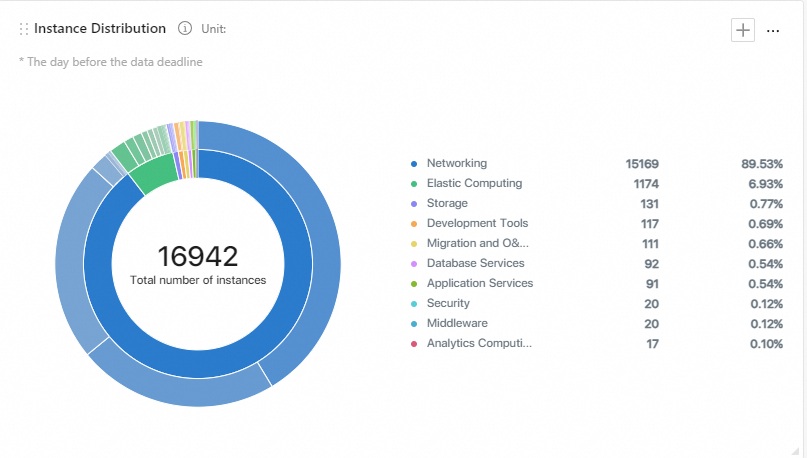 Instance Distribution Unit:
* The day before the data deadline
16942
Total number of instances
Networking 15169 89.53%
Elastic Computing 1174 6.93%
Storage 131 0.77%
Development Tools 117 0.69%
Migration and O&... 111 0.66%
Database Services 92 0.54%
Application Services 91 0.54%
Security 20 0.12%
Middleware 20 0.12%
Analytics Computi... 17 0.10%